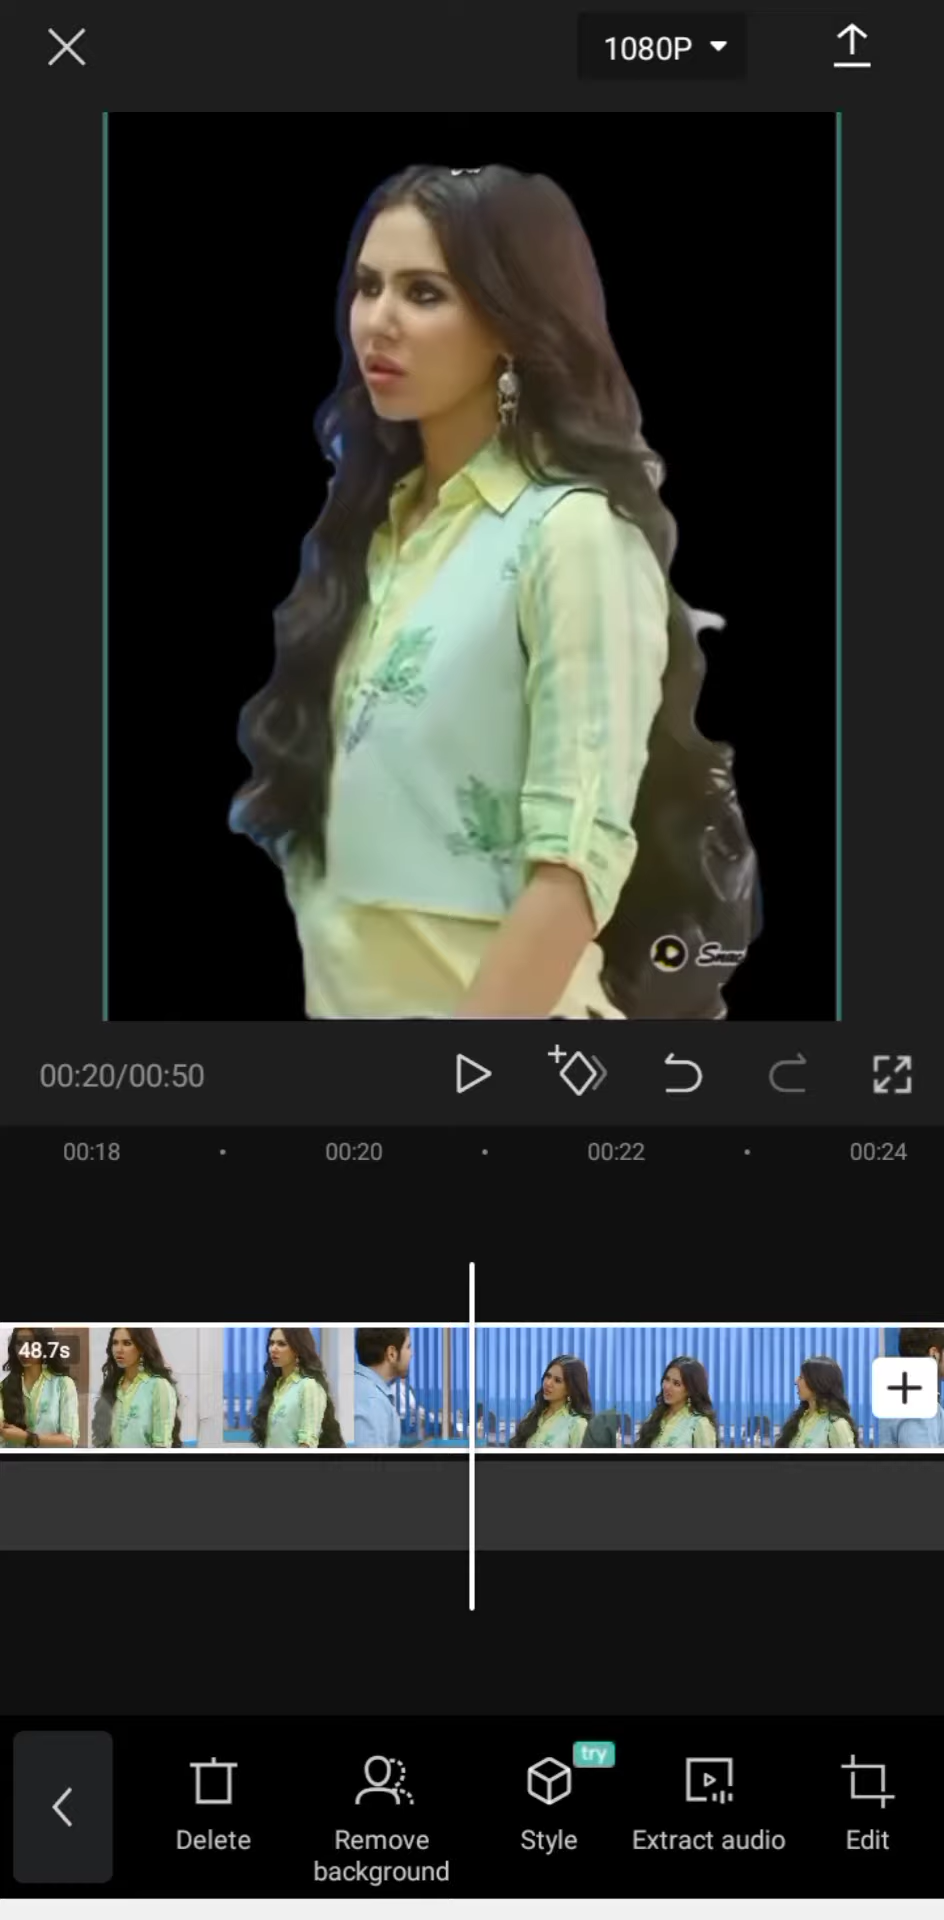 1080P
Snac
00:20/00:50
00:18
00:20
00:22
00:24
48.7s
try
Delete
Remove
background
Style
Extract audio
Edit